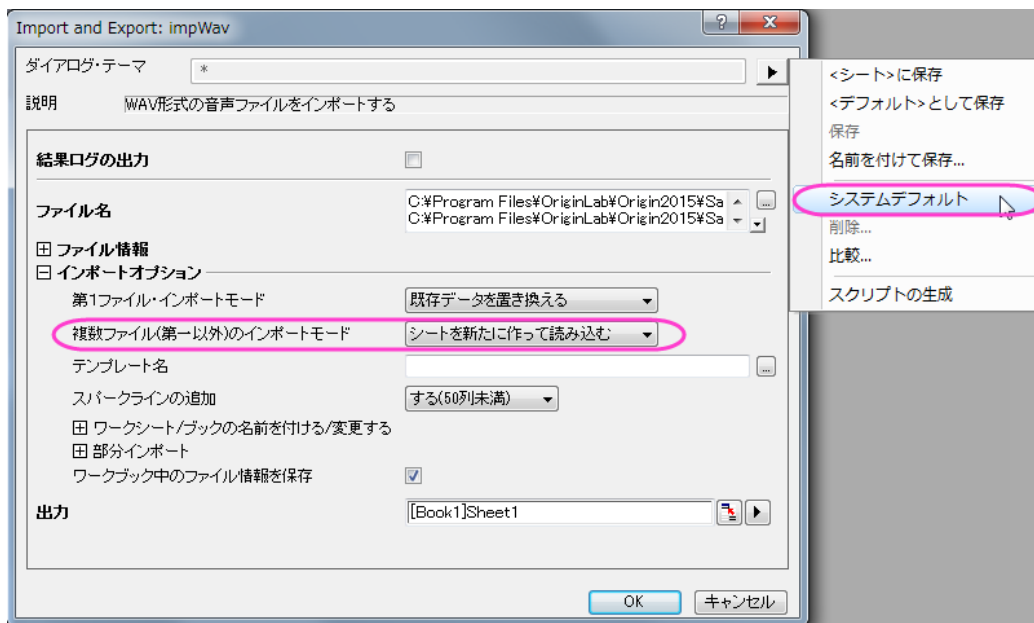 Import and Export: impWav
ダイアログ・テーマ
*
説明
WAV形式の音声ファイルをインポートする
結果ログの出力
ファイル名
C:¥Program Files¥OriginLab¥Origin2015¥Sa
C:¥Program Files¥OriginLab¥Origin2015¥Sa
ファイル情報
インポートオプション
第1ファイル・インポートモード
既存データを置き換える
複数ファイル(第一以外)のインポートモード
シートを新たに作って読み込む
テンプレート名
スパークラインの追加
する(50列未満)
ワークシート/ブックの名前を付ける/変更する
部分インポート
ワークブック中のファイル情報を保存
出力
[Book1]Sheet1
OK
キャンセル
<シート>に保存
<デフォルト>として保存
保存
名前を付けて保存...
システムデフォルト
削除...
比較...
スクリプトの生成